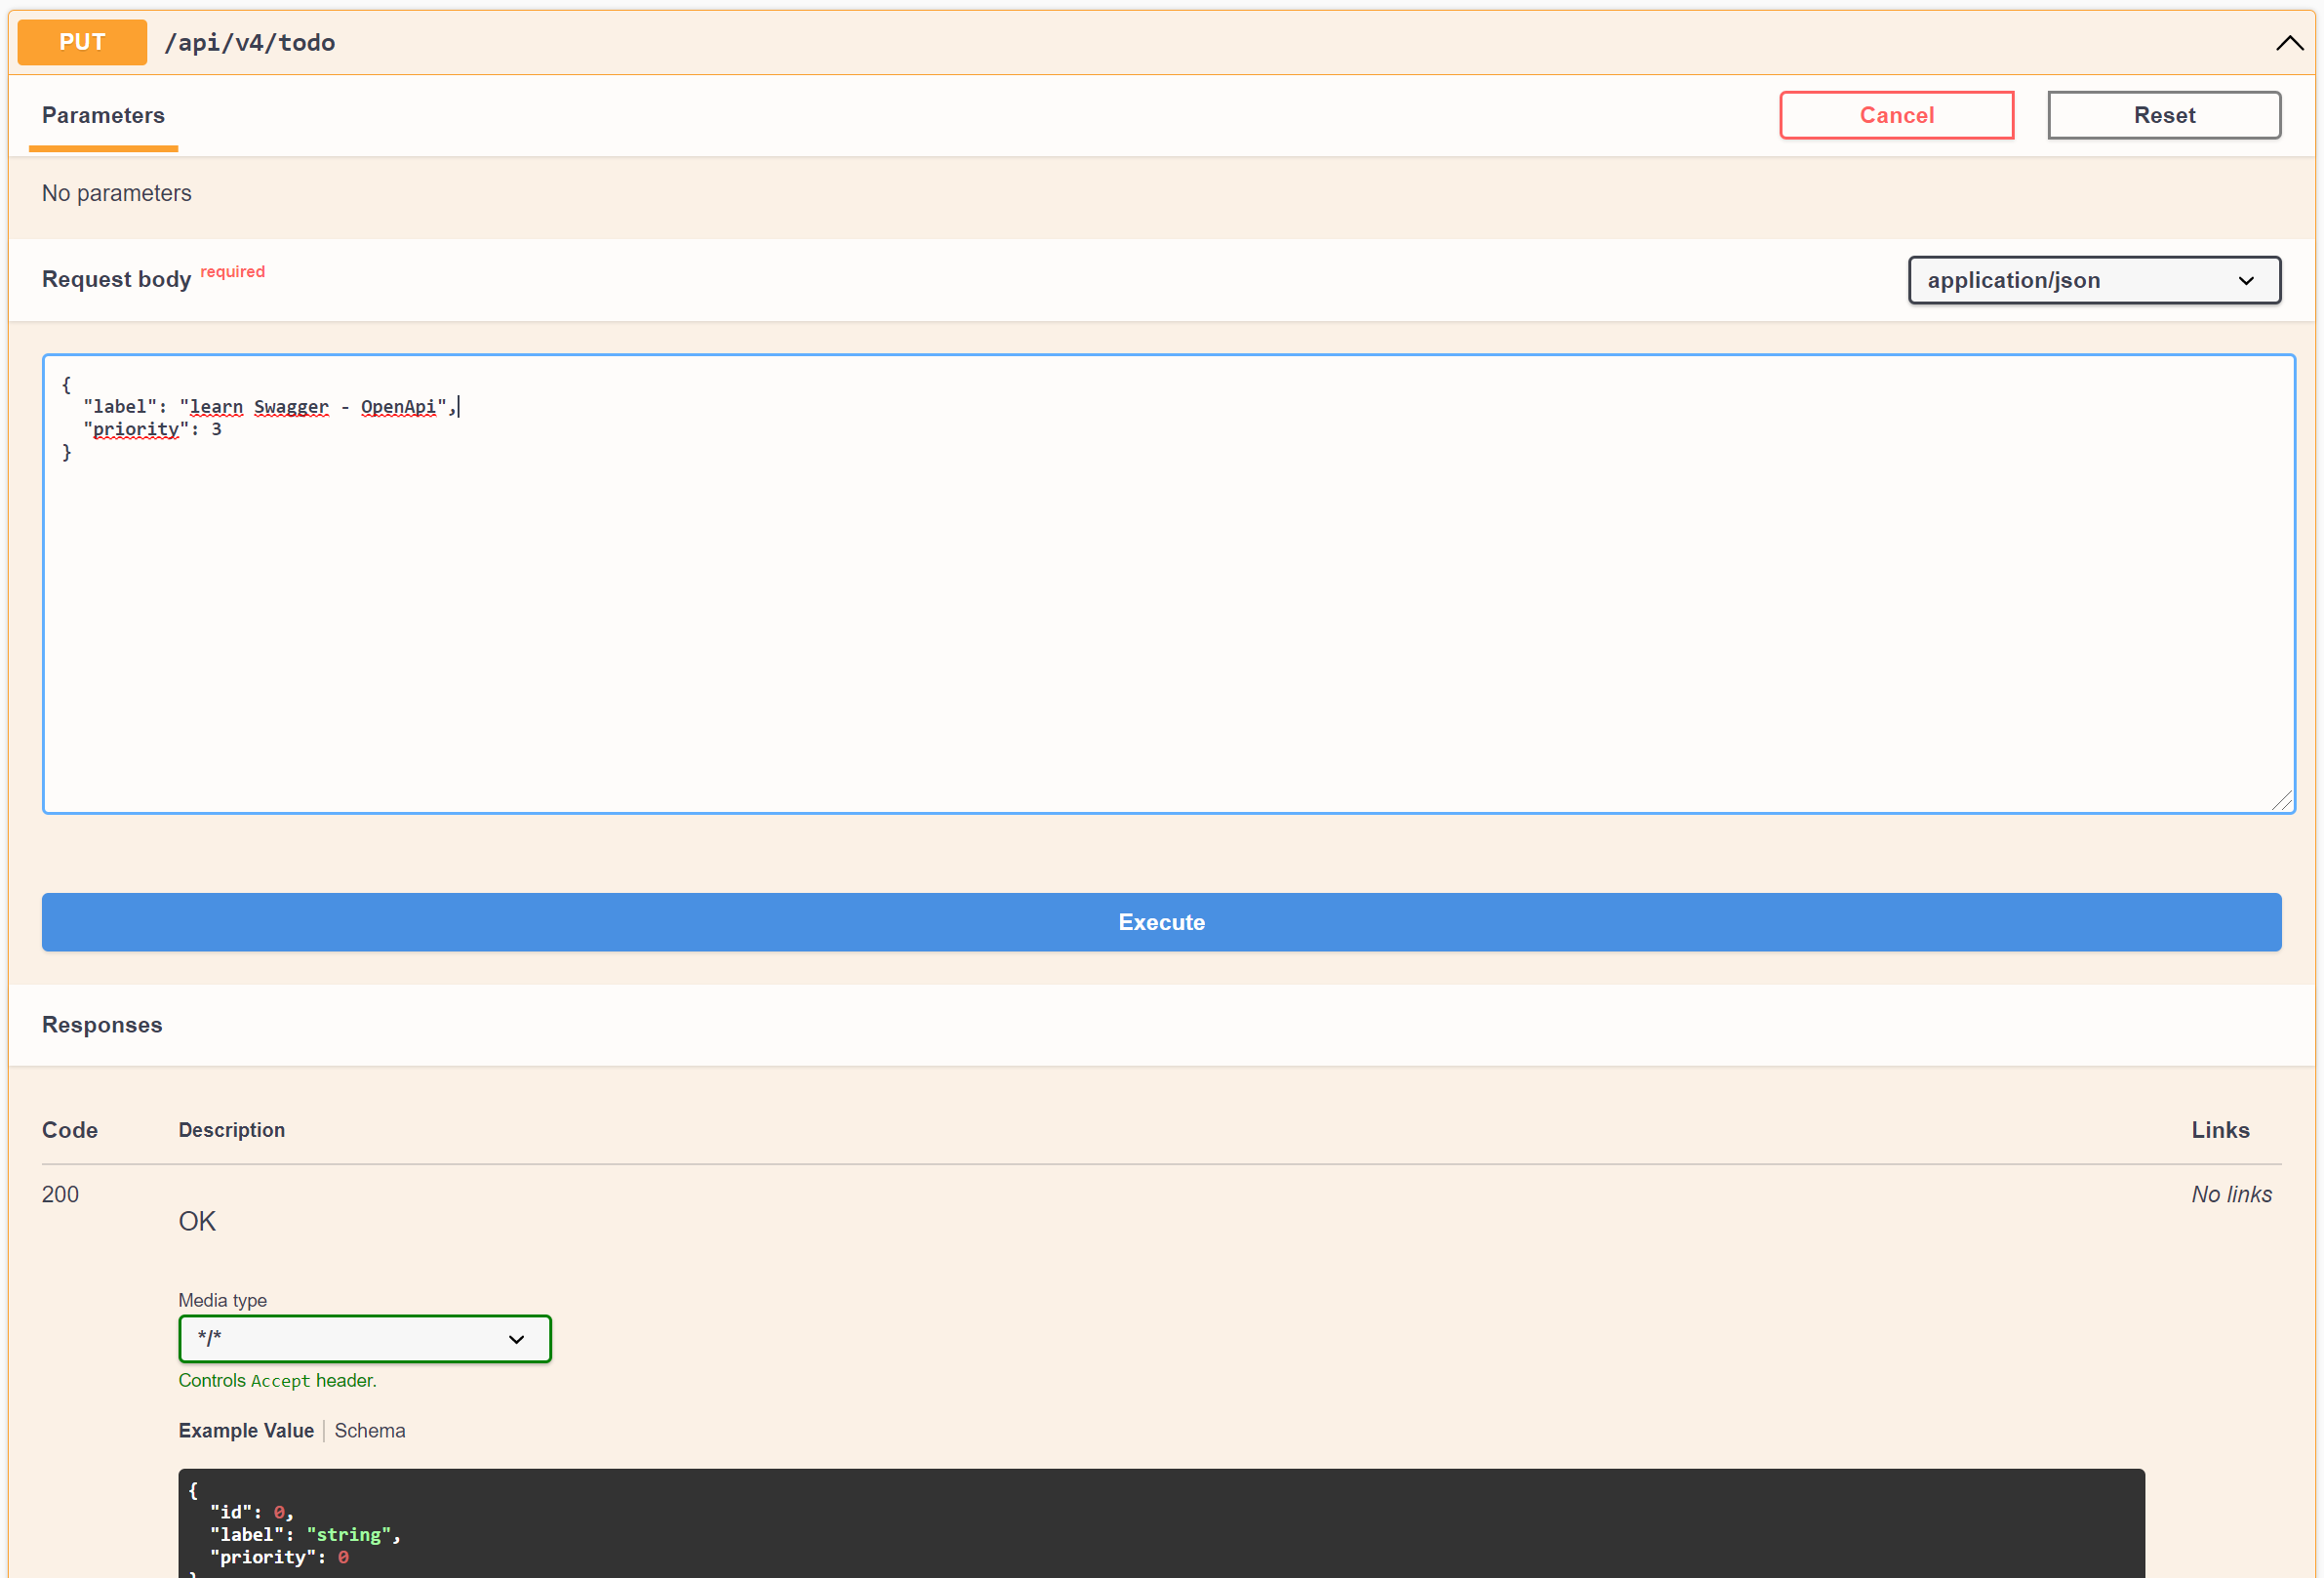 PUT /api/v4/todo
Parameters
Cancel
Reset
No parameters
Request body required
application/json
{
  "label": "learn Swagger - OpenApi",
  "priority": 3
}
Execute
Responses
Code Description Links
200 No links
OK
Media type
*/*
Controls Accept header.
Example Value | Schema
{
  "id": 0,
  "label": "string",
  "priority": 0
}